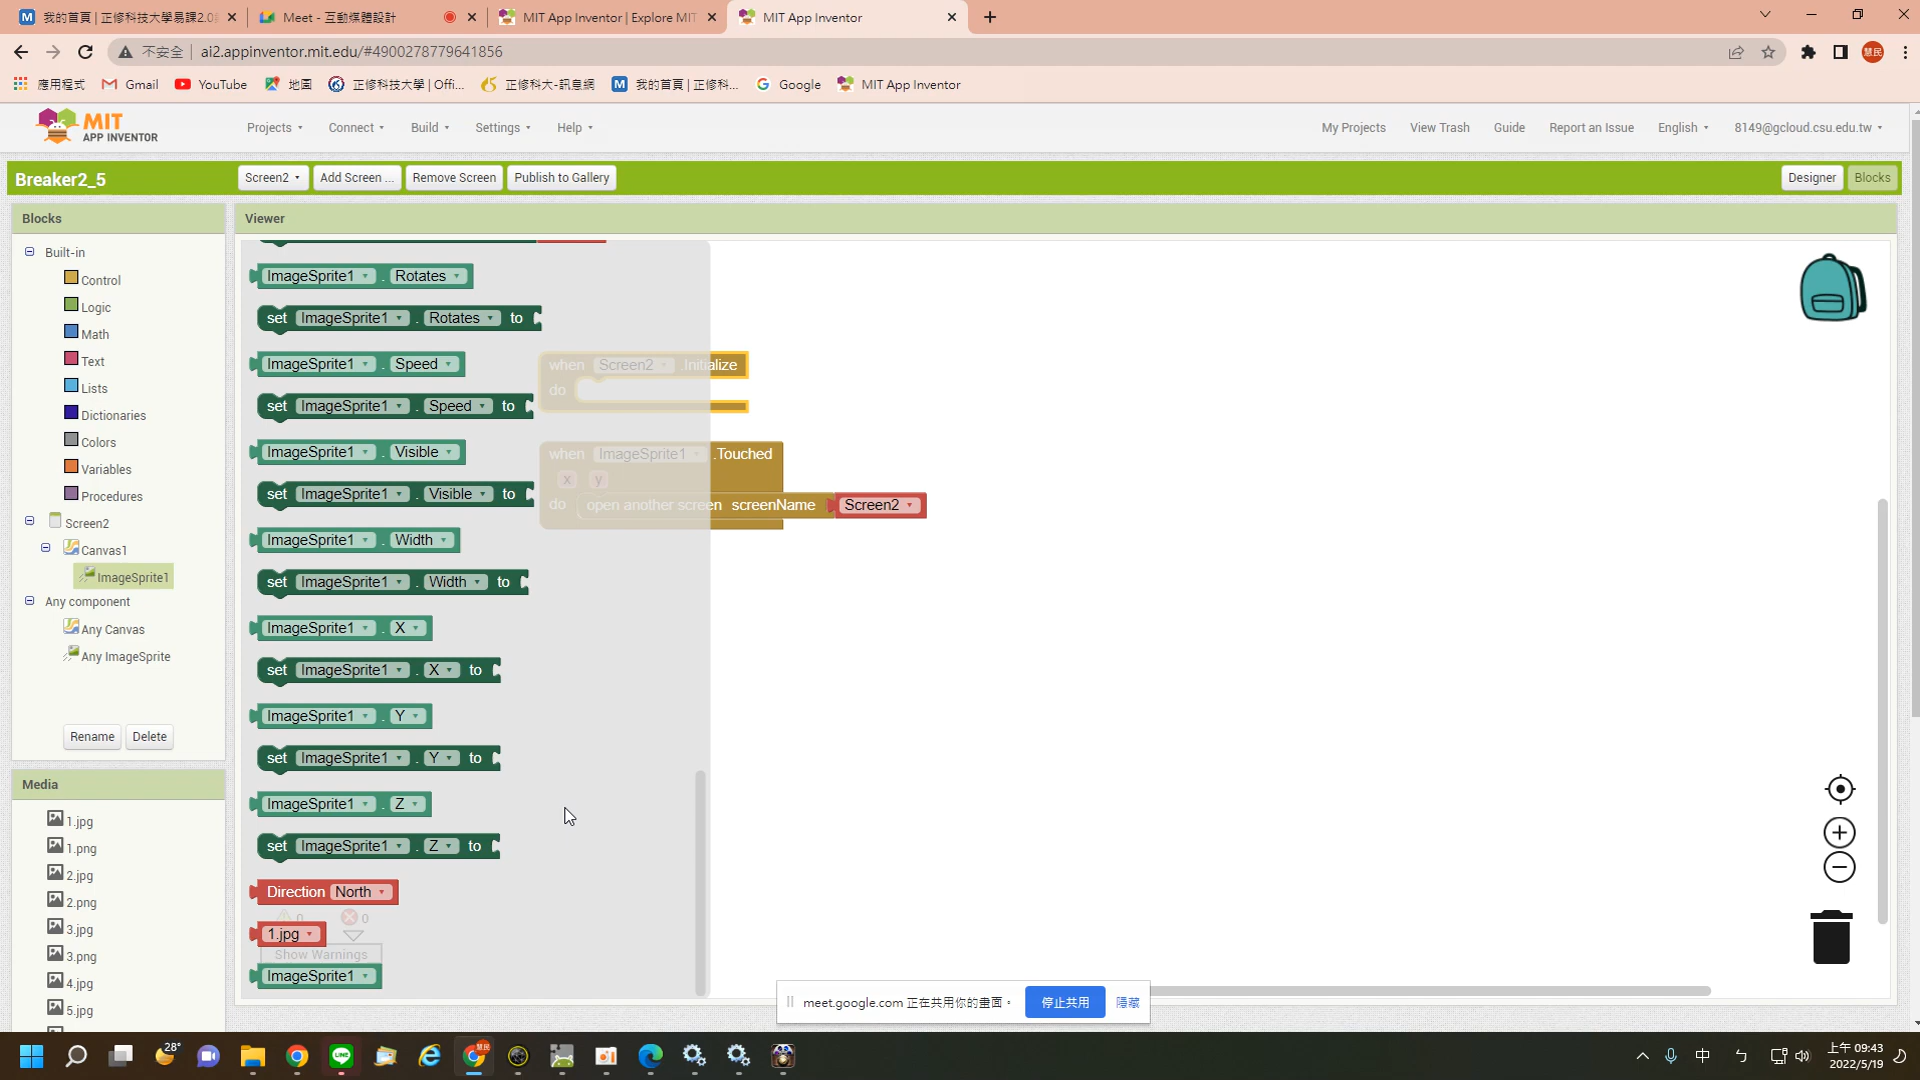 我的首頁 | 正修科技大學易課2.0
Meet - 互動媒體設計
MIT App Inventor | Explore MIT
MIT App Inventor
不安全
ai2.appinventor.mit.edu/#4900278779641856
慧民
應用程式
Gmail
YouTube
地圖
正修科技大學 | Offi...
正修科大-訊息網
我的首頁 | 正修科...
Google
MIT App Inventor
MIT
APP INVENTOR
Projects
Connect
Build
Settings
Help
My Projects
View Trash
Guide
Report an Issue
English
8149@gcloud.csu.edu.tw
Breaker2_5
Screen2
Add Screen ...
Remove Screen
Publish to Gallery
Designer
Blocks
Blocks
Built-in
Control
Logic
Math
Text
Lists
Dictionaries
Colors
Variables
Procedures
Screen2
Canvas1
ImageSprite1
Any component
Any Canvas
Any ImageSprite
Rename
Delete
Media
1.jpg
1.png
2.jpg
2.png
3.jpg
3.png
4.jpg
5.jpg
Viewer
ImageSprite1 . Rotates
set ImageSprite1 . Rotates to
ImageSprite1 . Speed
set ImageSprite1 . Speed to
ImageSprite1 . Visible
set ImageSprite1 . Visible to
ImageSprite1 . Width
set ImageSprite1 . Width to
ImageSprite1 . X
set ImageSprite1 . X to
ImageSprite1 . Y
set ImageSprite1 . Y to
ImageSprite1 . Z
set ImageSprite1 . Z to
Direction North
0 0
1.jpg
Show Warnings
ImageSprite1
when Screen2 .Initialize
do
when ImageSprite1 .Touched
x y
do open another screen screenName Screen2
meet.google.com 正在共用你的畫面。
停止共用
隱藏
28°
中
上午 09:43
2022/5/19